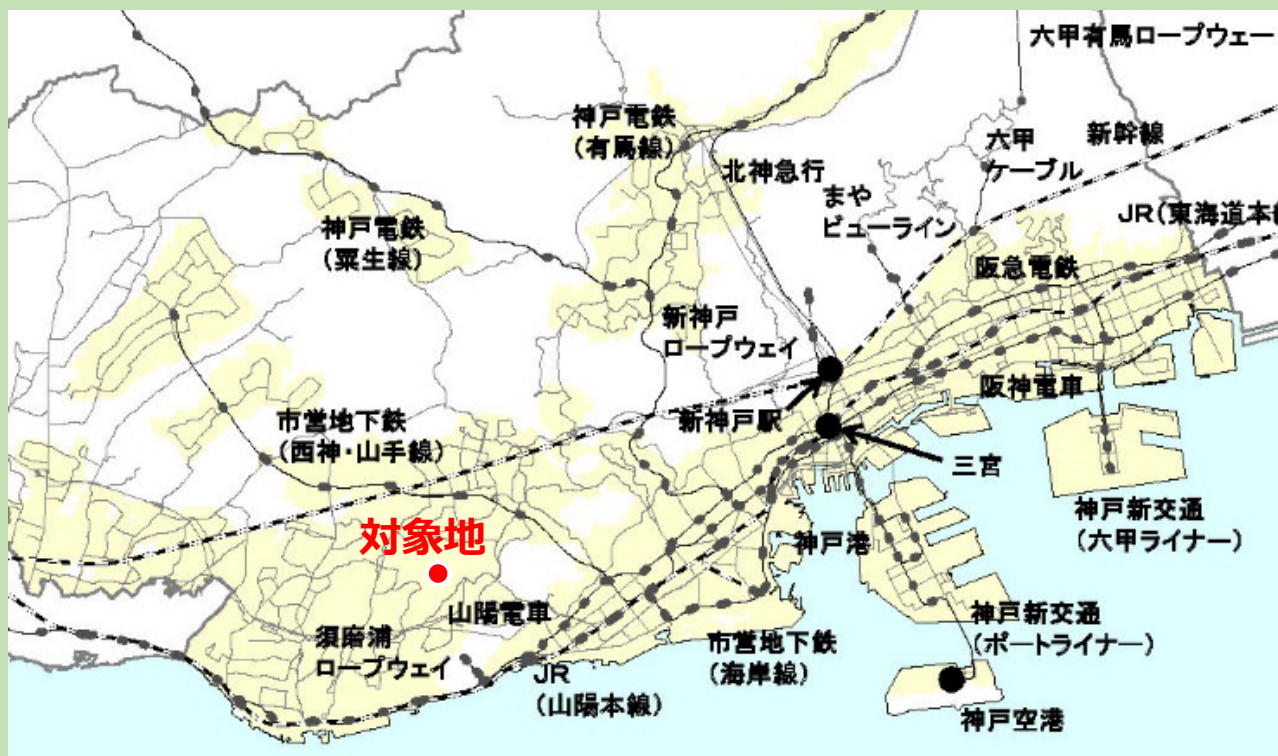 六甲有馬ロープウェー
神戸電鉄
(有馬線)
新幹線
六甲
ケーブル
北神急行
まや
ビューライン
JR(東海道本
神戸電鉄
(粟生線)
阪急電鉄
新神戸
ロープウェイ
阪神電車
市営地下鉄
(西神・山手線)
新神戸駅
三宮
神戸新交通
(六甲ライナー)
対象地
神戸港
山陽電車
神戸新交通
(ポートライナー)
須磨浦
ロープウェイ
市営地下鉄
(海岸線)
JR
(山陽本線)
神戸空港